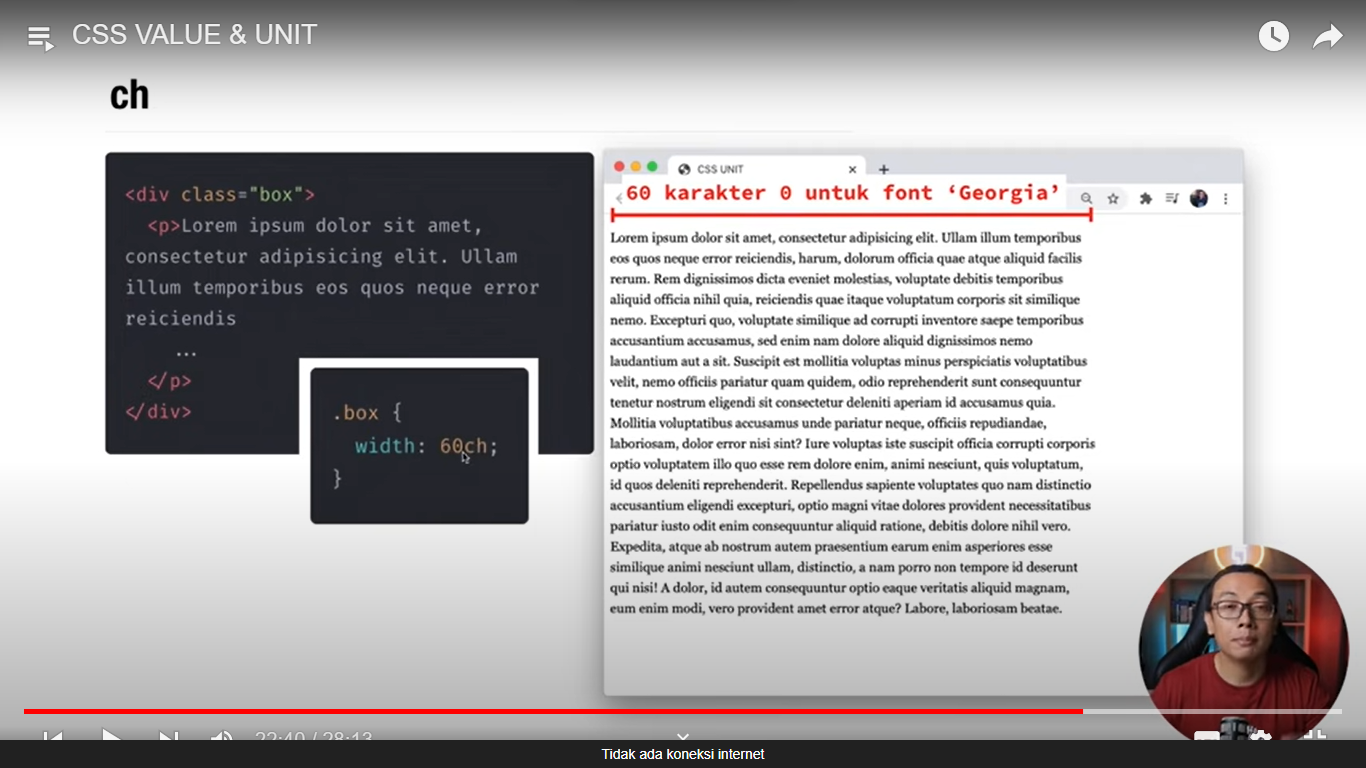 CSS VALUE & UNIT
ch
<div class="box">
<p>Lorem ipsum dolor sit amet,
consectetur adipisicing elit. Ullam
illum temporibus eos quos neque error
reiciendis
...
</p>
</div>
.box {
width: 60ch;
}
CSS UNIT
60 karakter 0 untuk font ‘Georgia’
Lorem ipsum dolor sit amet, consectetur adipisicing elit. Ullam illum temporibus
eos quos neque error reiciendis, harum, dolorum officia quae atque aliquid facilis
rerum. Rem dignissimos dicta eveniet molestias, voluptate debitis temporibus
aliquid officia nihil quia, reiciendis quae itaque voluptatum corporis sit similique
nemo. Excepturi quo, voluptate similique ad corrupti inventore saepe temporibus
accusantium accusamus, sed enim nam dolore aliquid dignissimos nemo
laudantium aut a sit. Suscipit est mollitia voluptas minus perspiciatis voluptatibus
velit, nemo officiis pariatur quam quidem, odio reprehenderit sunt consequuntur
tenetur nostrum eligendi sit consectetur deleniti aperiam id accusamus quia.
Mollitia voluptatibus accusamus unde pariatur neque, officiis repudiandae,
laboriosam, dolor error nisi sint? Iure voluptas iste suscipit officia corrupti corporis
optio voluptatem illo quo esse rem dolore enim, animi nesciunt, quis voluptatum,
id quos deleniti reprehenderit. Repellendus sapiente voluptates quo nam distinctio
accusantium eligendi excepturi, optio magni vitae dolores provident necessitatibus
pariatur iusto odit enim consequuntur aliquid ratione, debitis dolore nihil vero.
Expedita, atque ab nostrum autem praesentium earum enim asperiores esse
similique animi nesciunt ullam, distinctio, a nam porro non tempore id deserunt
qui nisi! A dolor, id autem consequuntur optio eaque veritatis aliquid magnam,
eum enim modi, vero provident amet error atque? Labore, laboriosam beatae.
22:40 / 28:13
Tidak ada koneksi internet